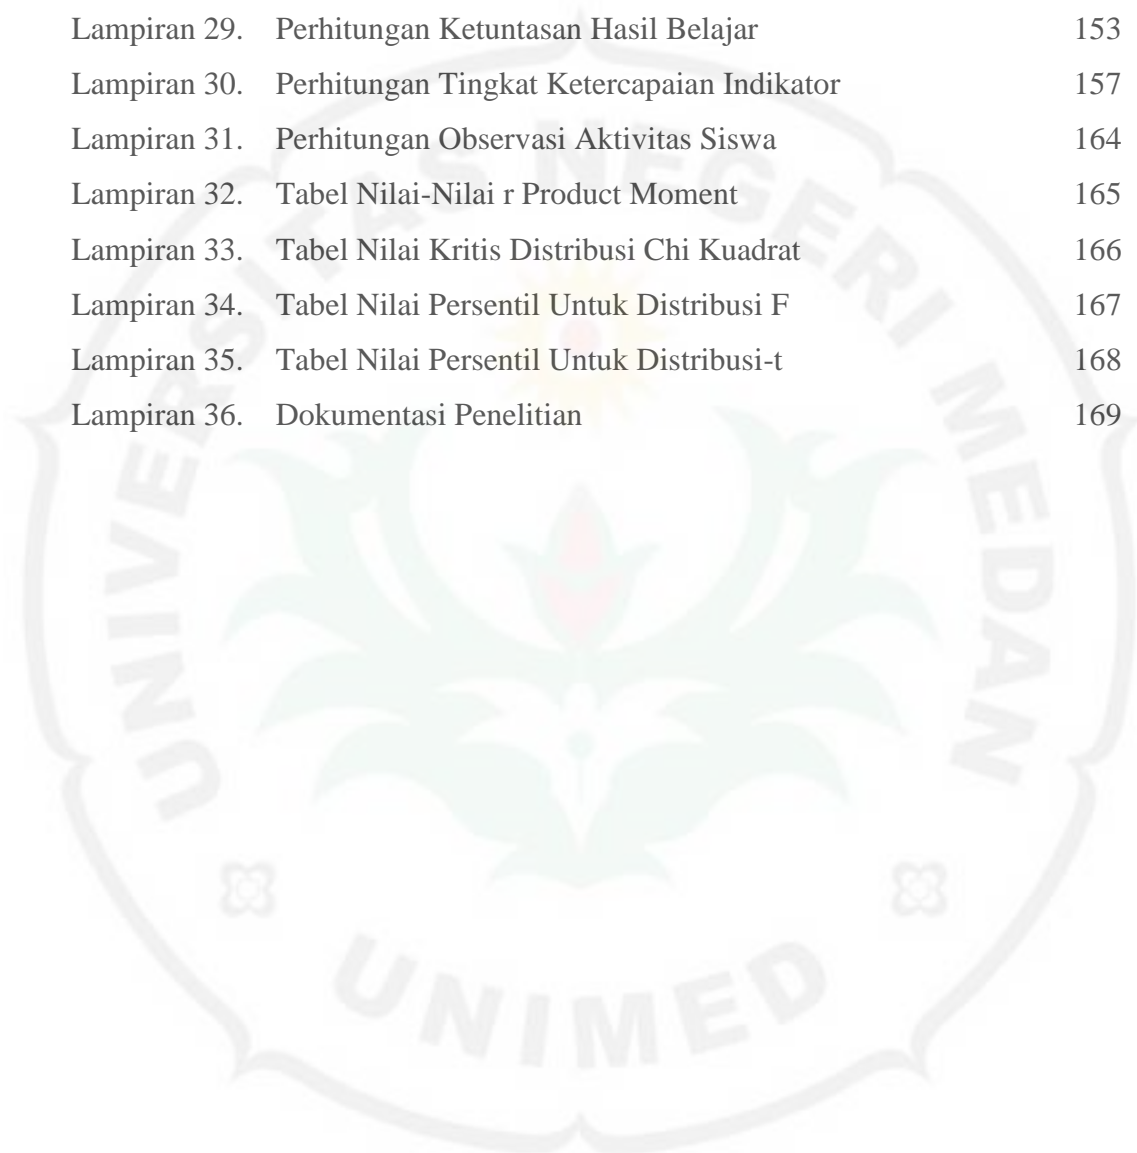 Lampiran 29. Perhitungan Ketuntasan Hasil Belajar 153
Lampiran 30. Perhitungan Tingkat Ketercapaian Indikator 157
Lampiran 31. Perhitungan Observasi Aktivitas Siswa 164
Lampiran 32. Tabel Nilai-Nilai r Product Moment 165
Lampiran 33. Tabel Nilai Kritis Distribusi Chi Kuadrat 166
Lampiran 34. Tabel Nilai Persentil Untuk Distribusi F 167
Lampiran 35. Tabel Nilai Persentil Untuk Distribusi-t 168
Lampiran 36. Dokumentasi Penelitian 169
UNIVERSITAS NEGERI MEDAN
UNIMED